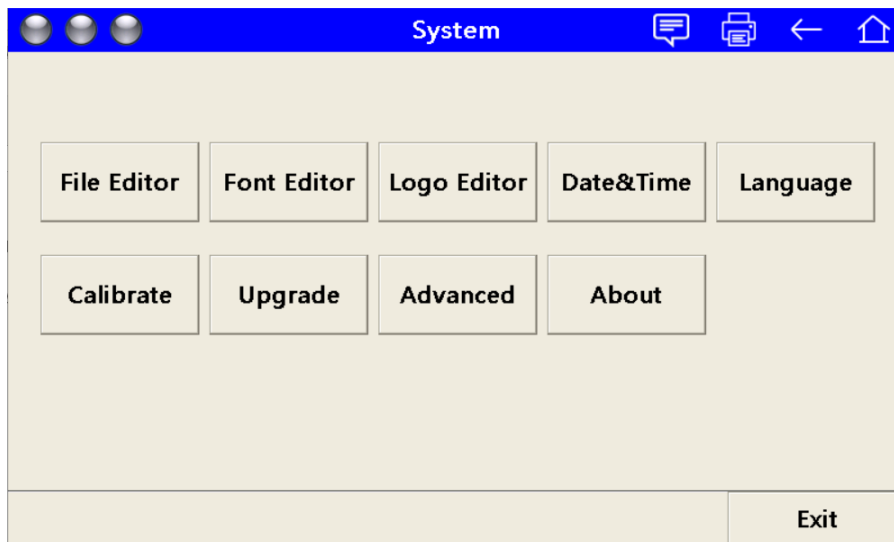 System
File Editor Font Editor Logo Editor Date&Time Language
Calibrate Upgrade Advanced About
Exit